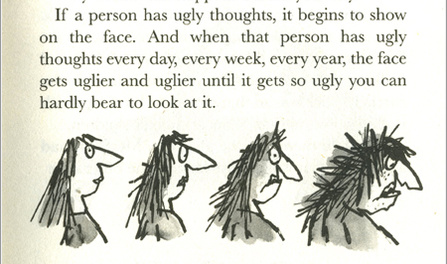 If a person has ugly thoughts, it begins to show
on the face. And when that person has ugly
thoughts every day, every week, every year, the face
gets uglier and uglier until it gets so ugly you can
hardly bear to look at it.